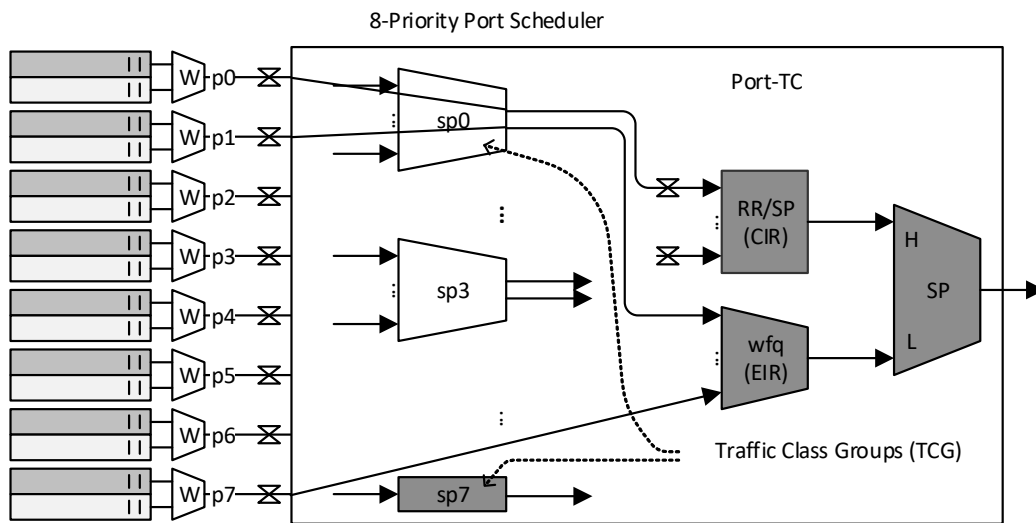 8-Priority Port Scheduler
Port-TC
W p0
W p1
W p2
W p3
W p4
W p5
W p6
W p7
sp0
...
...
sp3
...
...
sp7
RR/SP
(CIR)
...
wfq
(EIR)
...
H
SP
L
Traffic Class Groups (TCG)